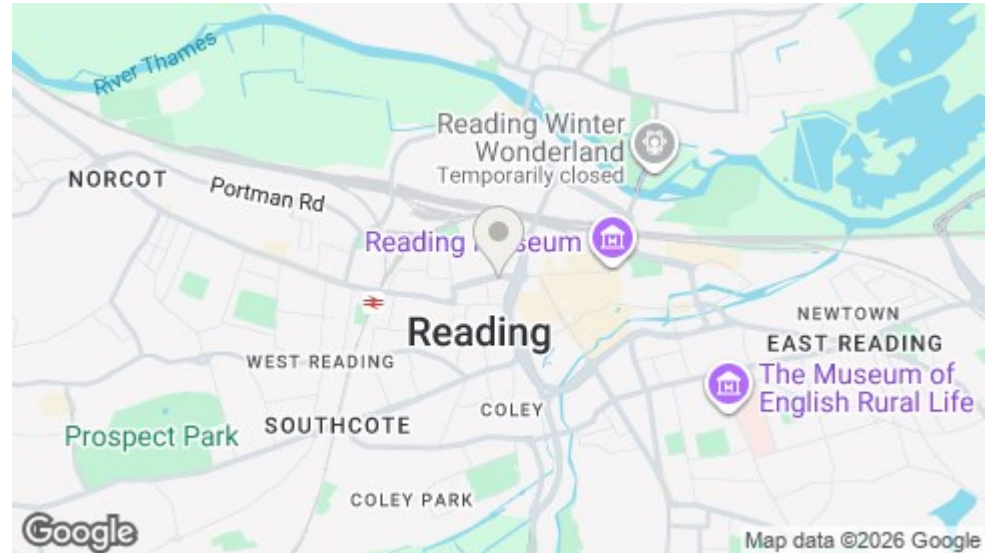 River Thames
Reading Winter
Wonderland
Temporarily closed
NORCOT
Portman Rd
Reading Museum
NEWTOWN
EAST READING
Reading
WEST READING
The Museum of
English Rural Life
COLEY
SOUTHCOTE
Prospect Park
COLEY PARK
Google
Map data ©2026 Google